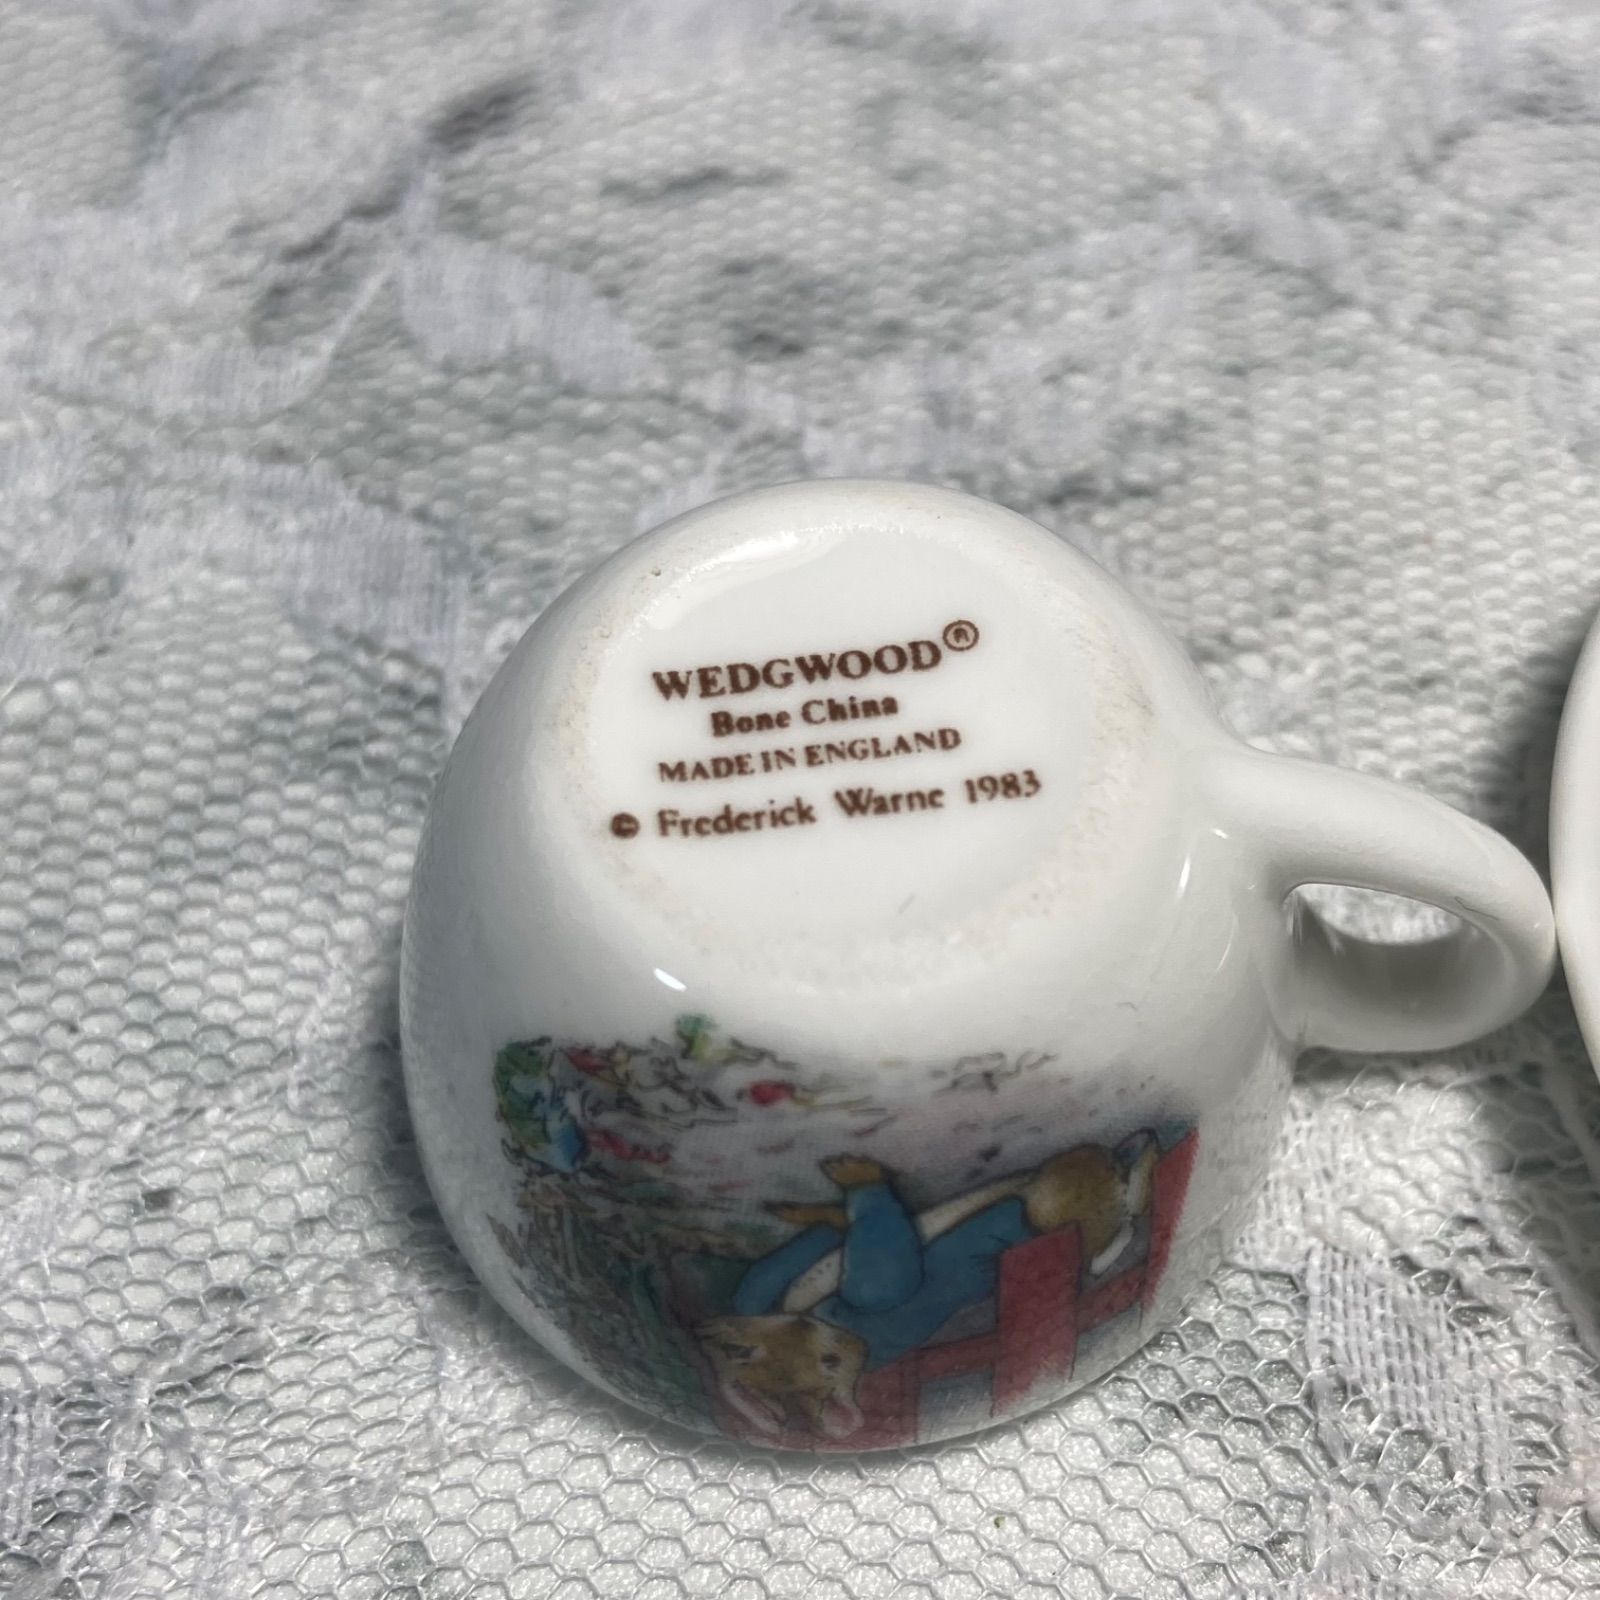 WEDGWOOD®
Bone China
MADE IN ENGLAND
© Frederick Warne 1983